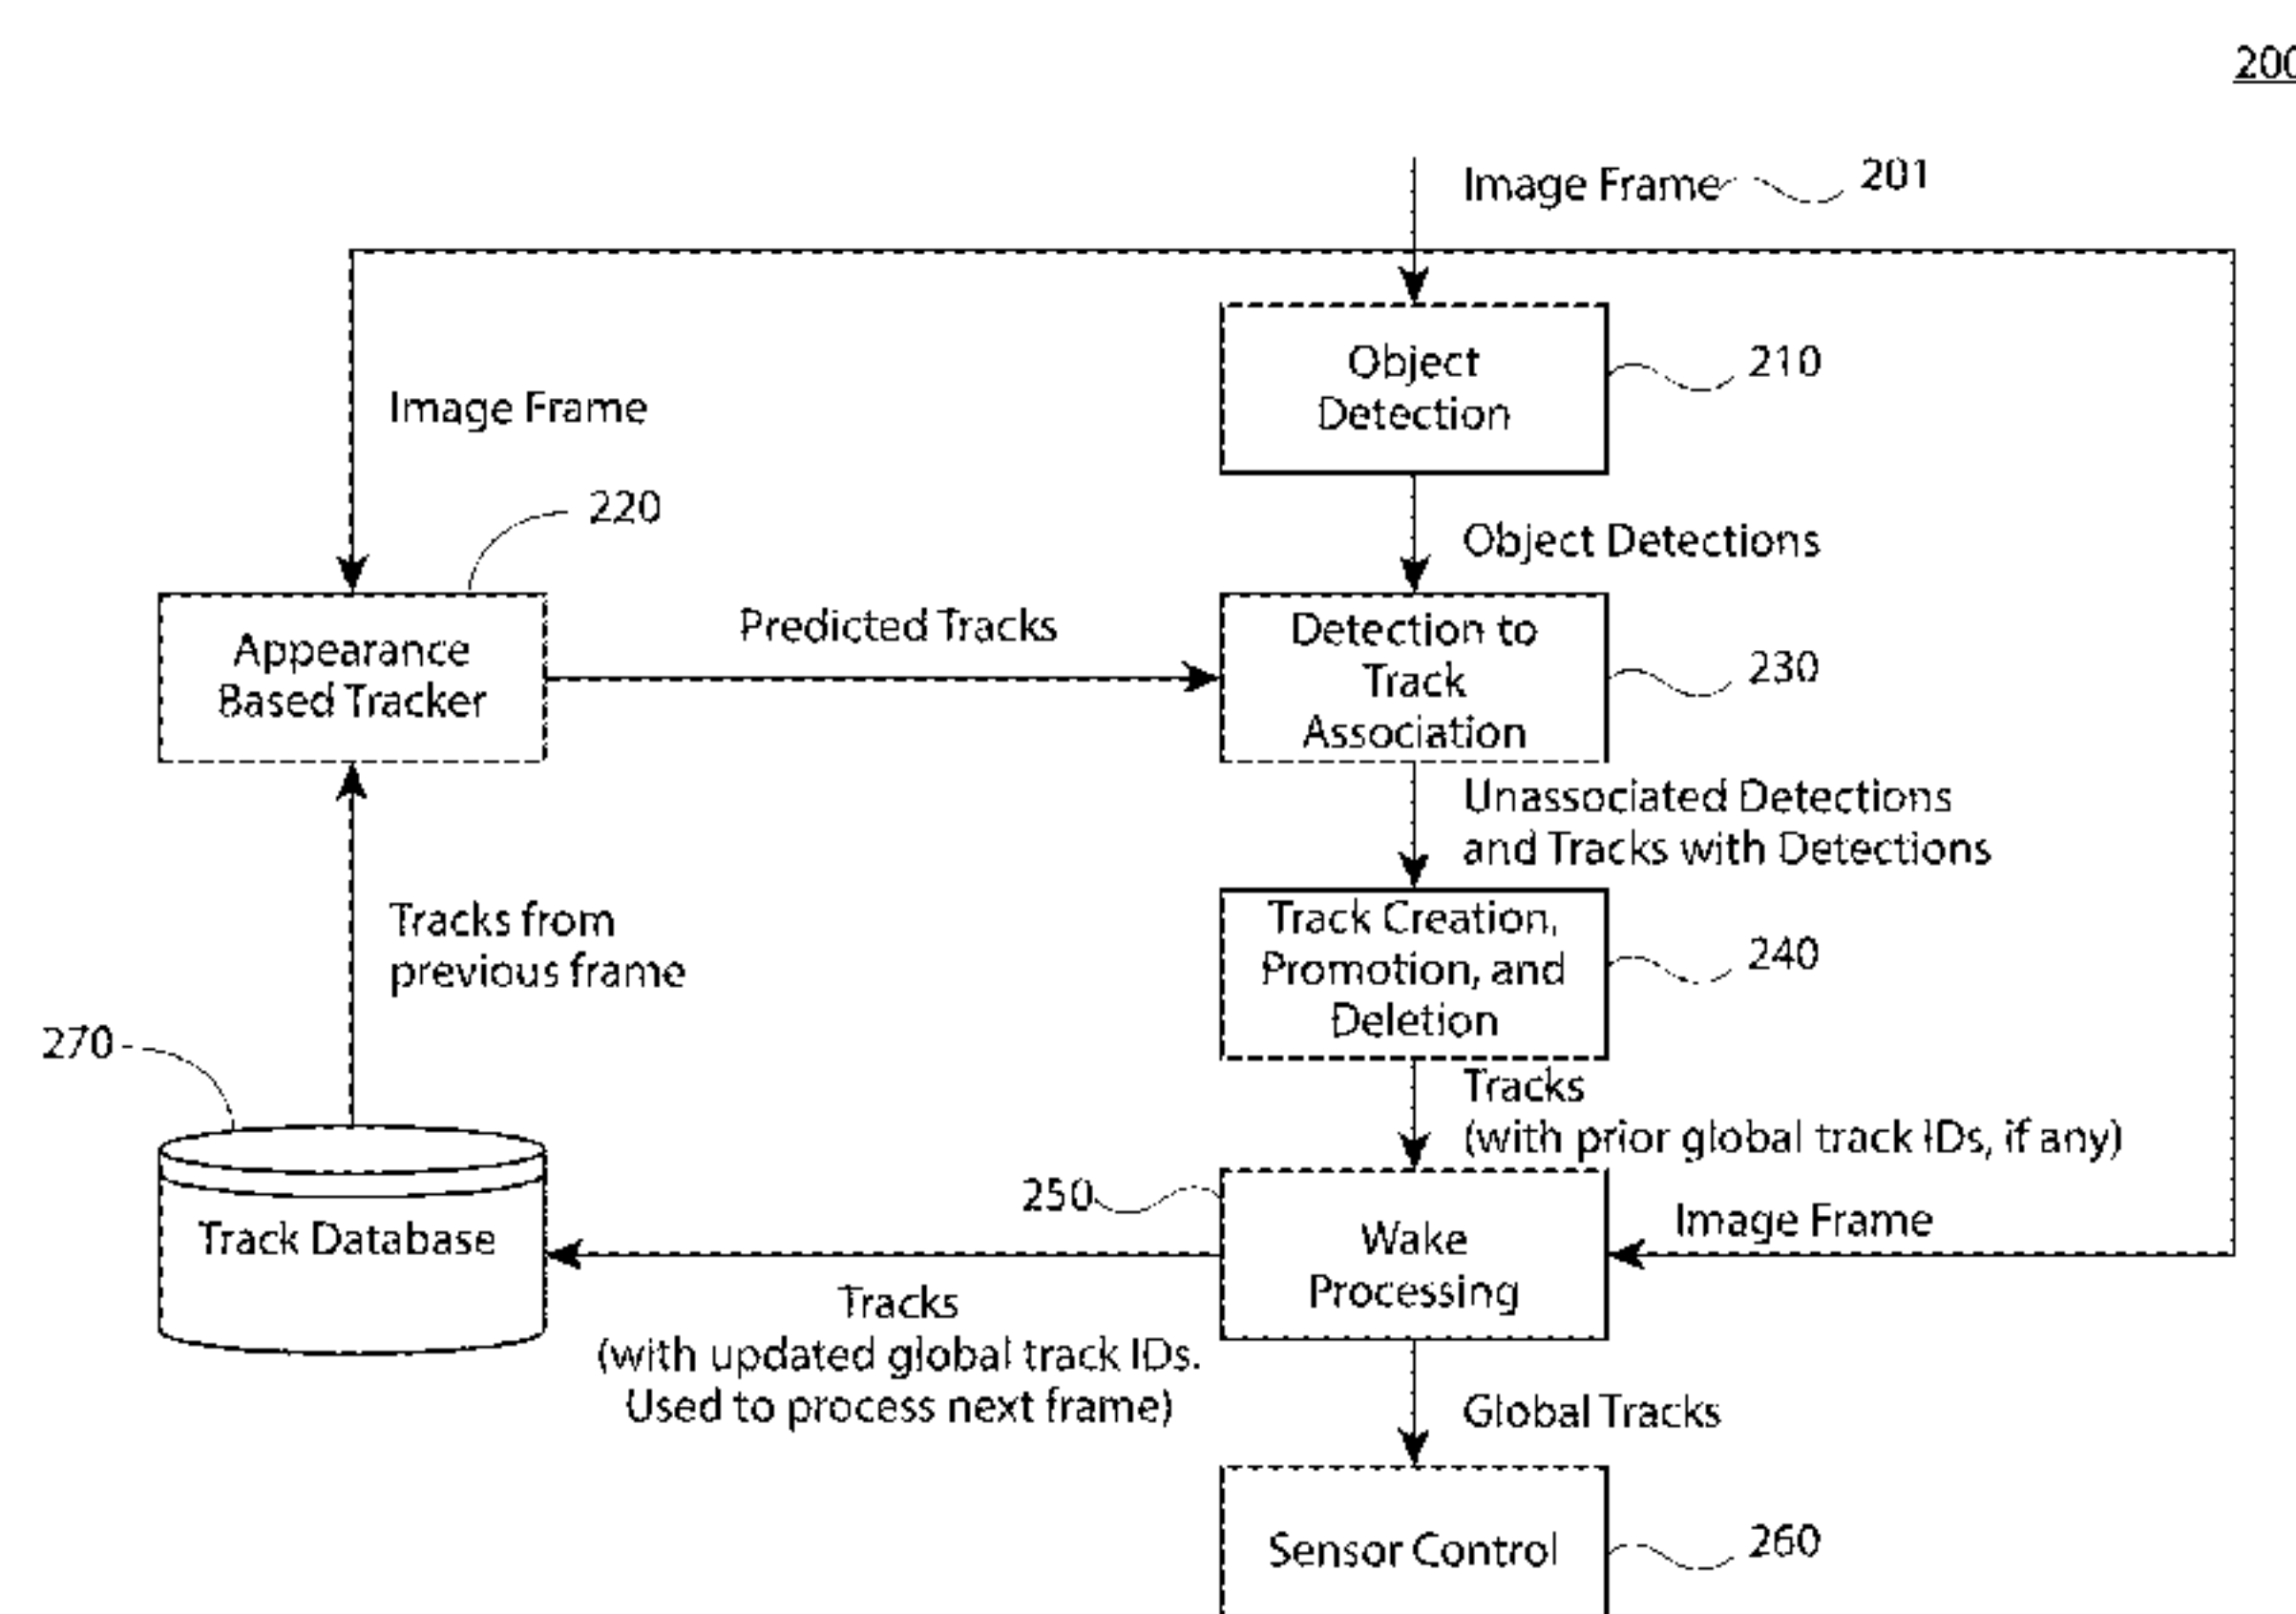 200
Image Frame 201
Object
Detection
210
Image Frame
220
Object Detections
Appearance
Based Tracker
Predicted Tracks
Detection to
Track
Association
230
Unassociated Detections
and Tracks with Detections
Tracks from
previous frame
Track Creation,
Promotion, and
Deletion
240
270
Tracks
(with prior global track IDs, if any)
250
Image Frame
Track Database
Wake
Processing
Tracks
(with updated global track IDs.
Used to process next frame)
Global Tracks
Sensor Control
260